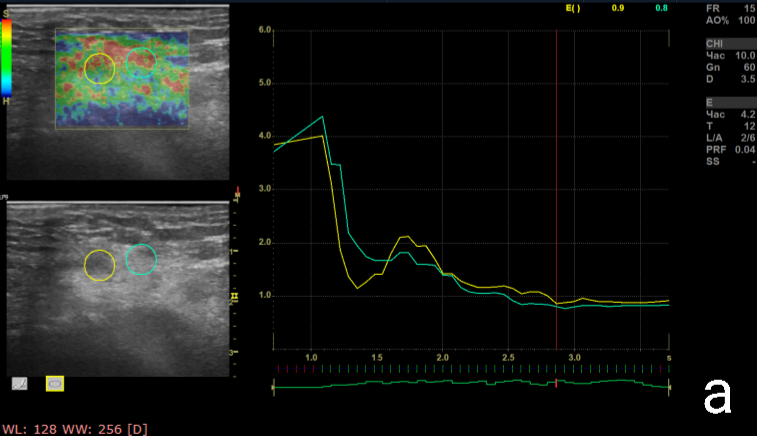 S
H
E( ) 0.9 0.8
6.0
5.0
4.0
3.0
2.0
1.0
1.0 1.5 2.0 2.5 3.0 s
1
3
FR 15
AO% 100
CHI
Час 10.0
Gn 60
D 3.5
E
Час 4.2
T 12
L/A 2/6
PRF 0.04
SS -
a
WL: 128 WW: 256 [D]